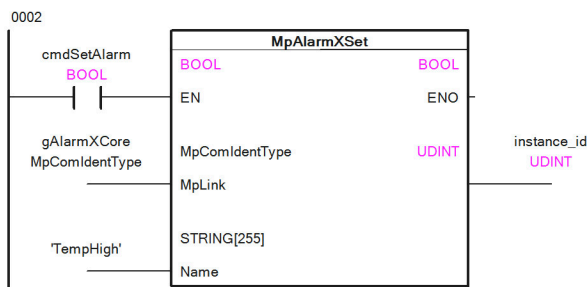 0002
MpAlarmXSet
cmdSetAlarm
BOOL
BOOL
BOOL
EN
ENO
gAlarmXCore
MpComIdentType
MpComIdentType
UDINT
instance_id
UDINT
MpLink
STRING[255]
'TempHigh'
Name